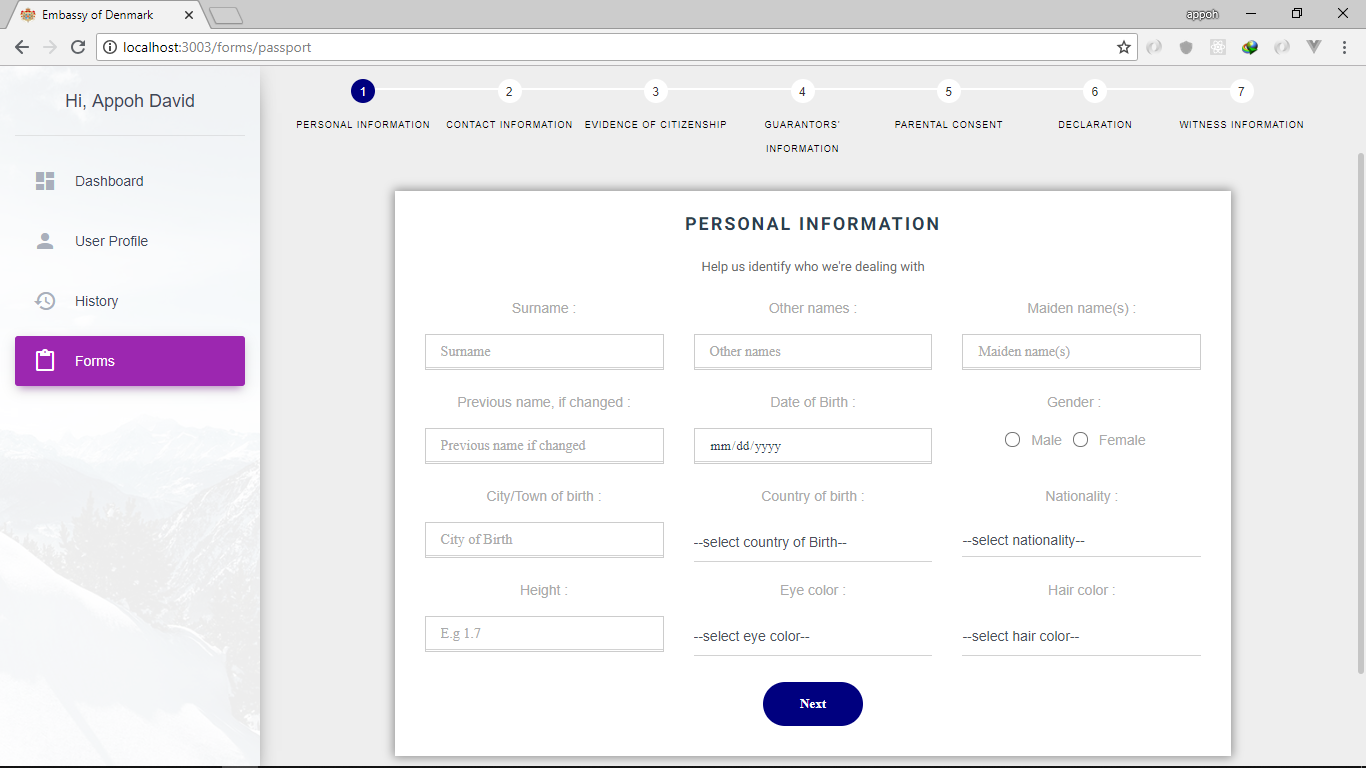 Embassy of Denmark
appoh
localhost:3003/forms/passport
Hi, Appoh David
Dashboard
User Profile
History
Forms
1 2 3 4 5 6 7
PERSONAL INFORMATION CONTACT INFORMATION EVIDENCE OF CITIZENSHIP GUARANTORS' PARENTAL CONSENT DECLARATION WITNESS INFORMATION
INFORMATION
PERSONAL INFORMATION
Help us identify who we're dealing with
Surname : Other names : Maiden name(s) :
Surname Other names Maiden name(s)
Previous name, if changed : Date of Birth : Gender :
Previous name if changed mm/dd/yyyy Male Female
City/Town of birth : Country of birth : Nationality :
City of Birth --select country of Birth-- --select nationality--
Height : Eye color : Hair color :
E.g 1.7 --select eye color-- --select hair color--
Next